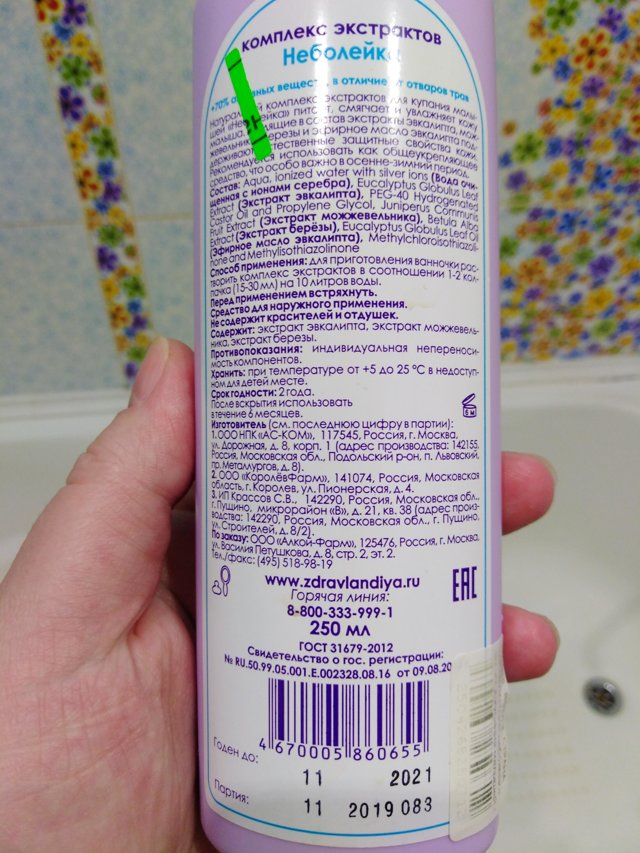 комплекс экстрактов
Неболейка
+70% активных веществ, в отличие от отваров трав
Натуральный комплекс экстрактов для купания малы-
шей «Неболейка» питает, смягчает и увлажняет кожу
малыша. Входящие в состав экстракты эвкалипта, мож-
жевельника, березы и эфирное масло эвкалипта под-
держивают естественные защитные свойства кожи.
Рекомендуется использовать как общеукрепляющее
средство, что особо важно в осенне-зимний период.
Состав: Aqua, ionized water with silver ions (Вода очи-
щенная с ионами серебра), Eucalyptus Globulus Leaf
Extract (Экстракт эвкалипта), PEG-40 Hydrogenated
Castor Oil and Propylene Glycol, Juniperus Communis
Fruit Extract (Экстракт можжевельника), Betula Alba
Extract (Экстракт берёзы), Eucalyptus Globulus Leaf Oil
(Эфирное масло эвкалипта), Methylchloroisothiazoli-
none and Methylisothiazolinone
Способ применения: для приготовления ванночки рас-
творить комплекс экстрактов в соотношении 1-2 кол-
пачка (15-30 мл) на 10 литров воды.
Перед применением встряхнуть.
Средство для наружного применения.
Не содержит красителей и отдушек.
Содержит: экстракт эвкалипта, экстракт можжевель-
ника, экстракт березы.
Противопоказания: индивидуальная непереноси-
мость компонентов.
Хранить: при температуре от +5 до 25 °C в недоступ-
ном для детей месте.
Срок годности: 2 года.
После вскрытия использовать
в течение 6 месяцев.
6 М
Изготовитель (см. последнюю цифру в партии):
1. ООО НПК «АС-КОМ», 117545, Россия, г. Москва,
ул. Дорожная, д. 8, корп. 1 (адрес производства: 142155,
Россия, Московская обл., Подольский р-он, п. Львовский,
пр. Металлургов, д. 8).
2. ООО «КоролёвФарм», 141074, Россия, Московская
область, г. Королев, ул. Пионерская, д. 4.
3. ИП Крассов С.В., 142290, Россия, Московская обл.,
г. Пущино, микрорайон «В», д. 21, кв. 38 (адрес произ-
водства: 142290, Россия, Московская обл., г. Пущино,
ул. Строителей, д. 8/2).
По заказу: ООО «Алкой-Фарм», 125476, Россия, г. Москва,
ул. Василия Петушкова, д. 8, стр. 2, эт. 2.
Тел./факс: (495) 518-98-19
www.zdravlandiya.ru
Горячая линия:
8-800-333-999-1
EAC
250 мл
ГОСТ 31679-2012
Свидетельство о гос. регистрации:
№ RU.50.99.05.001.E.002328.08.16 от 09.08.20
4 670005 860655
Годен до: 11 2021
Партия: 11 2019 083